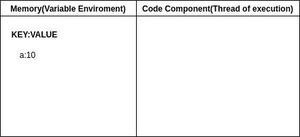 Memory(Variable Enviroment)
Code Component(Thread of execution)
KEY:VALUE
a:10